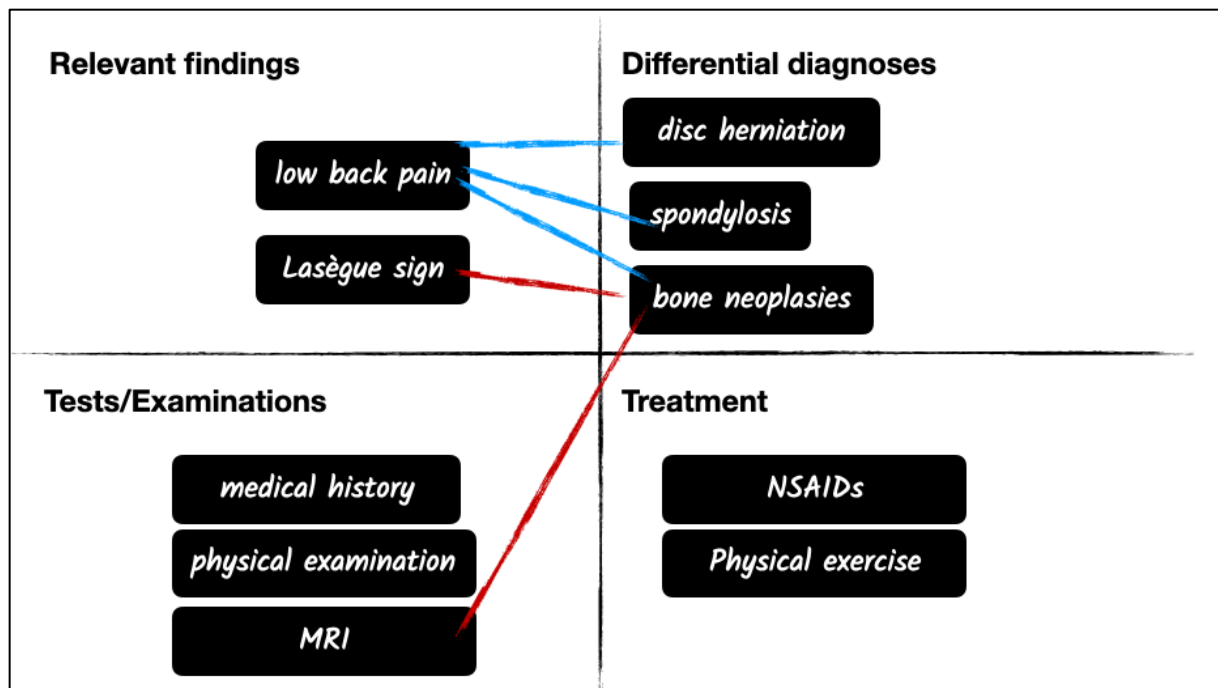 Relevant findings
low back pain
Lasègue sign
Differential diagnoses
disc herniation
spondylosis
bone neoplasies
Tests/Examinations
medical history
physical examination
MRI
Treatment
NSAIDs
Physical exercise